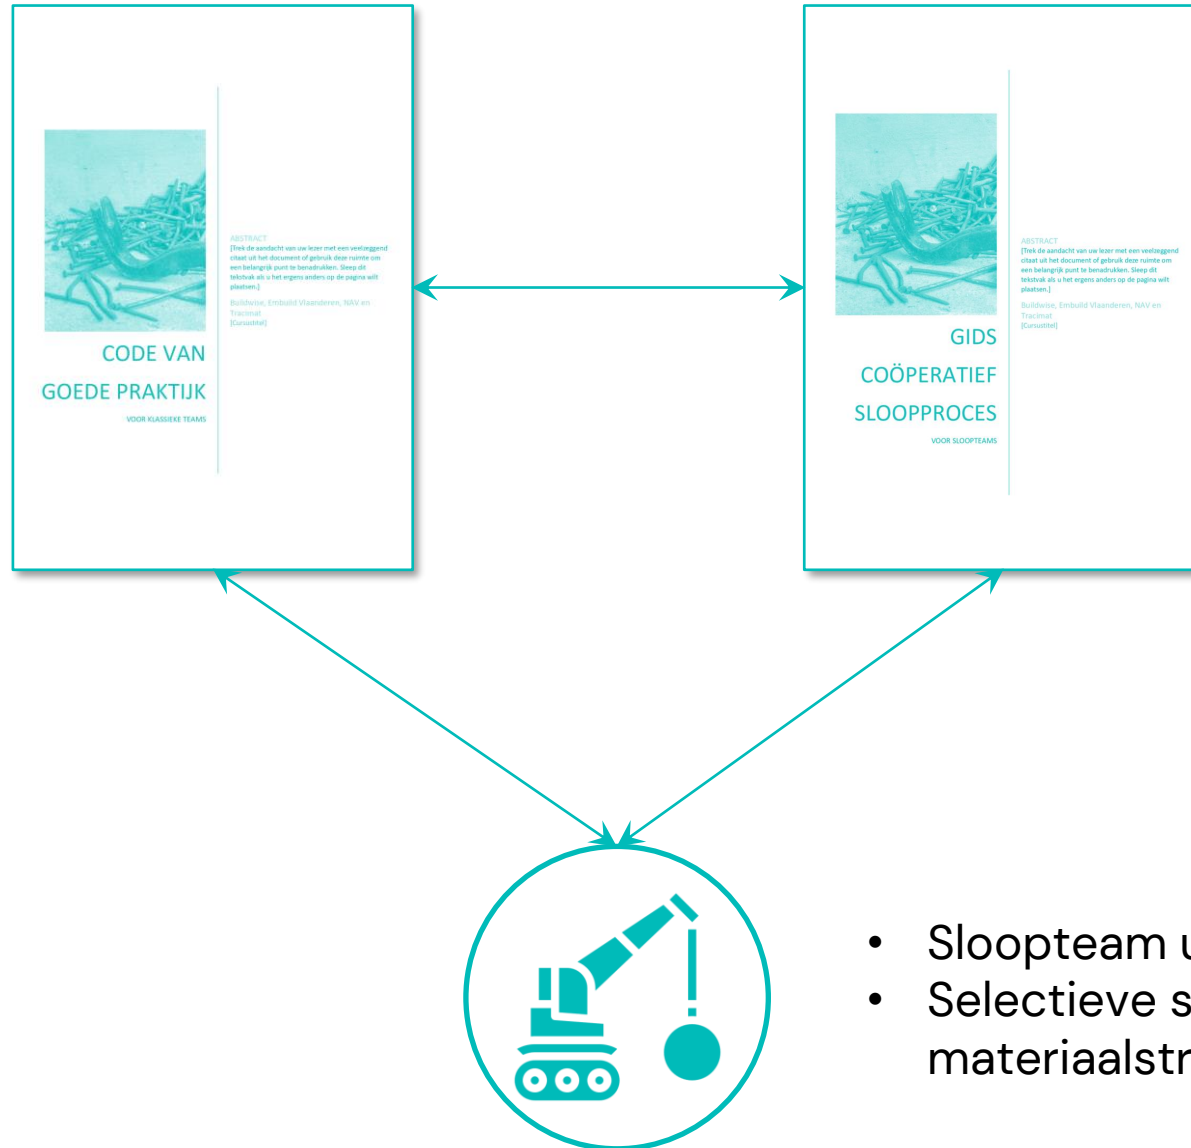 CODE VAN
GOEDE PRAKTIJK
VOOR KLASSIEKE TEAMS
ABSTRACT
[Trek de aandacht van uw lezer met een veelzeggend
citaat uit het document of gebruik deze ruimte om
een belangrijk punt te benadrukken. Sleep dit
tekstvak als u het ergens anders op de pagina wilt
plaatsen.]
Buildwise, Embuild Vlaanderen, NAV en
Tracimat
[Cursustitel]
GIDS
COÖPERATIEF
SLOOPPROCES
VOOR SLOOPTEAMS
ABSTRACT
[Trek de aandacht van uw lezer met een veelzeggend
citaat uit het document of gebruik deze ruimte om
een belangrijk punt te benadrukken. Sleep dit
tekstvak als u het ergens anders op de pagina wilt
plaatsen.]
Buildwise, Embuild Vlaanderen, NAV en
Tracimat
[Cursustitel]
• Sloopteam
• Selectieve